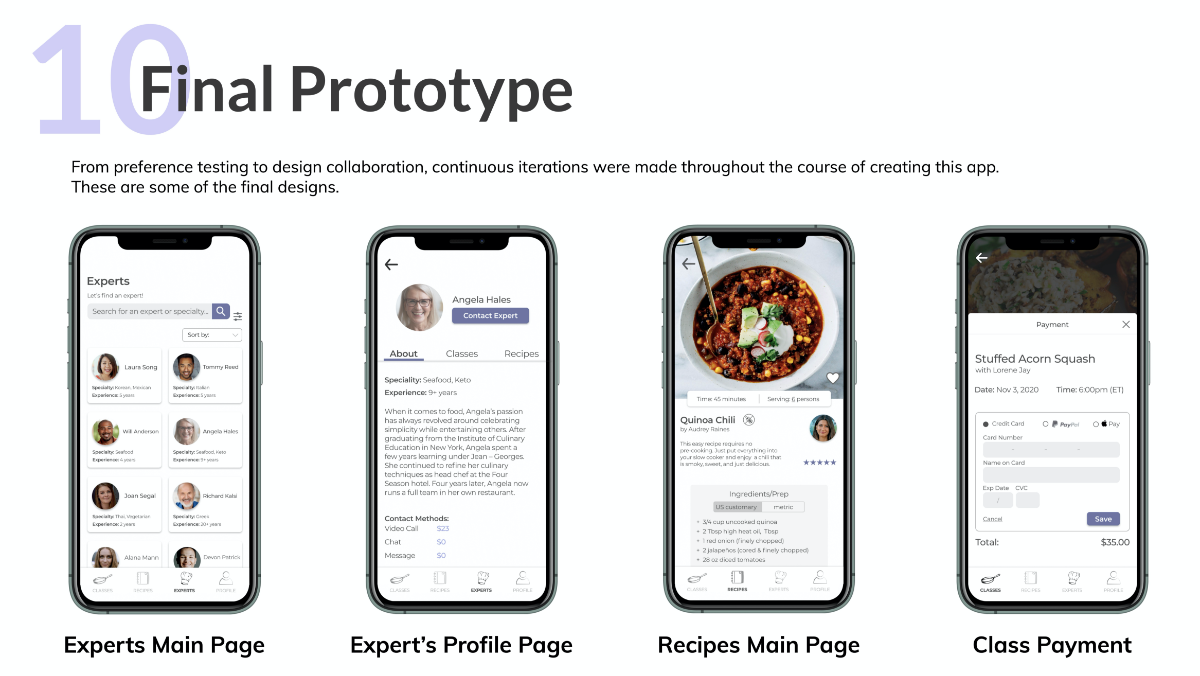 10
Final Prototype
From preference testing to design collaboration, continuous iterations were made throughout the course of creating this app.
These are some of the final designs.
Experts
Let's find an expert!
Search for an expert or specialty...
Sort by:
Laura Song
Specialty: Korean, Mexican
Experience: 5 years
Tommy Reed
Specialty: Italian
Experience: 5 years
Will Anderson
Specialty: Seafood
Experience: 4 years
Angela Hales
Specialty: Seafood, Keto
Experience: 9+ years
Joan Segal
Specialty: Thai, Vegetarian
Experience: 2 years
Richard Kalsi
Specialty: Greek
Experience: 20+ years
Alana Mann
Devon Patrick
CLASSES
RECIPES
EXPERTS
PROFILE
Experts Main Page
Angela Hales
Contact Expert
About
Classes
Recipes
Speciality: Seafood, Keto
Experience: 9+ years
When it comes to food, Angela's passion
has always revolved around celebrating
simplicity while entertaining others. After
graduating from the Institute of Culinary
Education in New York, Angela spent a
few years learning under Jean – Georges.
She continued to refine her culinary
techniques as head chef at the Four
Season hotel. Four years later, Angela now
runs a full team in her own restaurant.
Contact Methods:
Video Call $23
Chat $0
Message $0
CLASSES
RECIPES
EXPERTS
PROFILE
Expert's Profile Page
Time: 45 minutes
Serving: 6 persons
Quinoa Chili
by Audrey Raines
This easy recipe requires no
pre-cooking. Just put everything into
your slow cooker and enjoy a chili that
is smoky, sweet, and just delicious.
Ingredients/Prep
US customary
metric
• 3/4 cup uncooked quinoa
• 2 Tbsp high heat oil, Tbsp
• 1 red onion (finely chopped)
• 2 jalapeños (cored & finely chopped)
• 28 oz diced tomatoes
CLASSES
RECIPES
EXPERTS
PROFILE
Recipes Main Page
Payment
Stuffed Acorn Squash
with Lorene Jay
Date: Nov 3, 2020
Time: 6:00pm (ET)
Credit Card
PayPal
Pay
Card Number
Name on Card
Exp Date
CVC
/
Cancel
Save
Total:
$35.00
CLASSES
RECIPES
EXPERTS
PROFILE
Class Payment